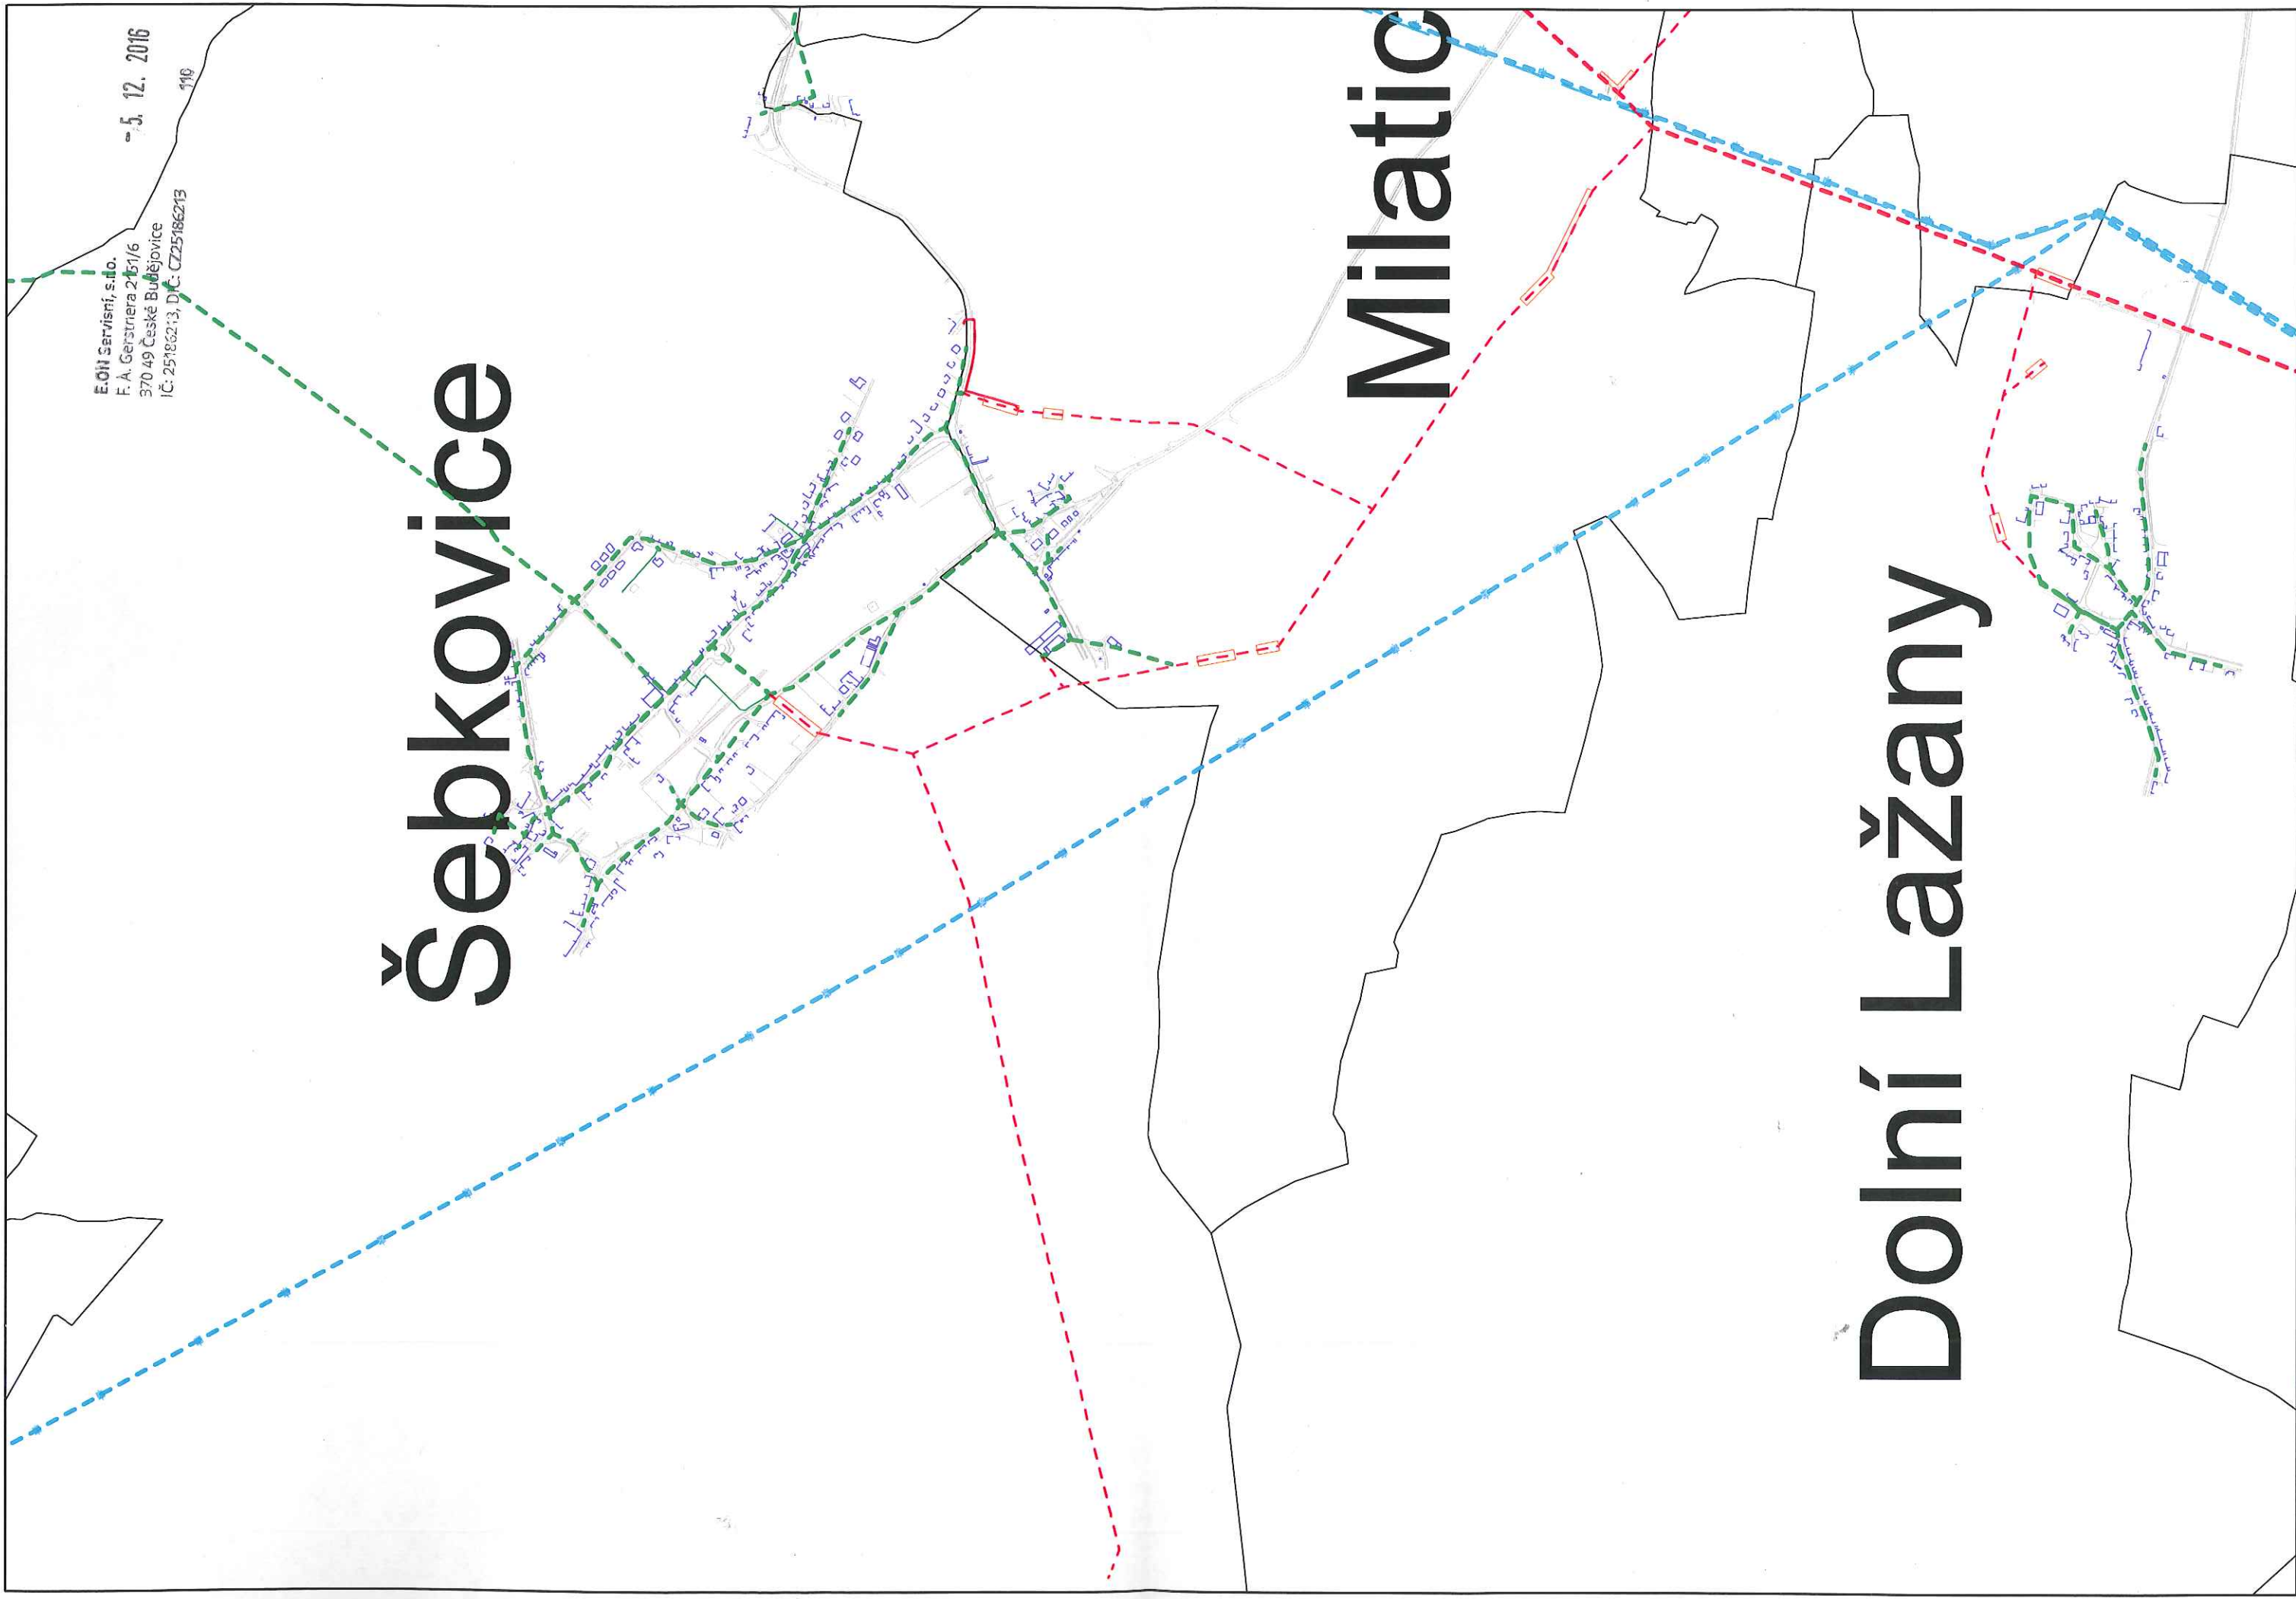 E.ON Servisní, s.r.o.
F. A. Gerstnera 2151/6
370 49 České Budějovice
IČ: 25186213, DIČ: CZ25186213
-5. 12. 2016
110
Šebkovice
Milatic
Dolní Lažany